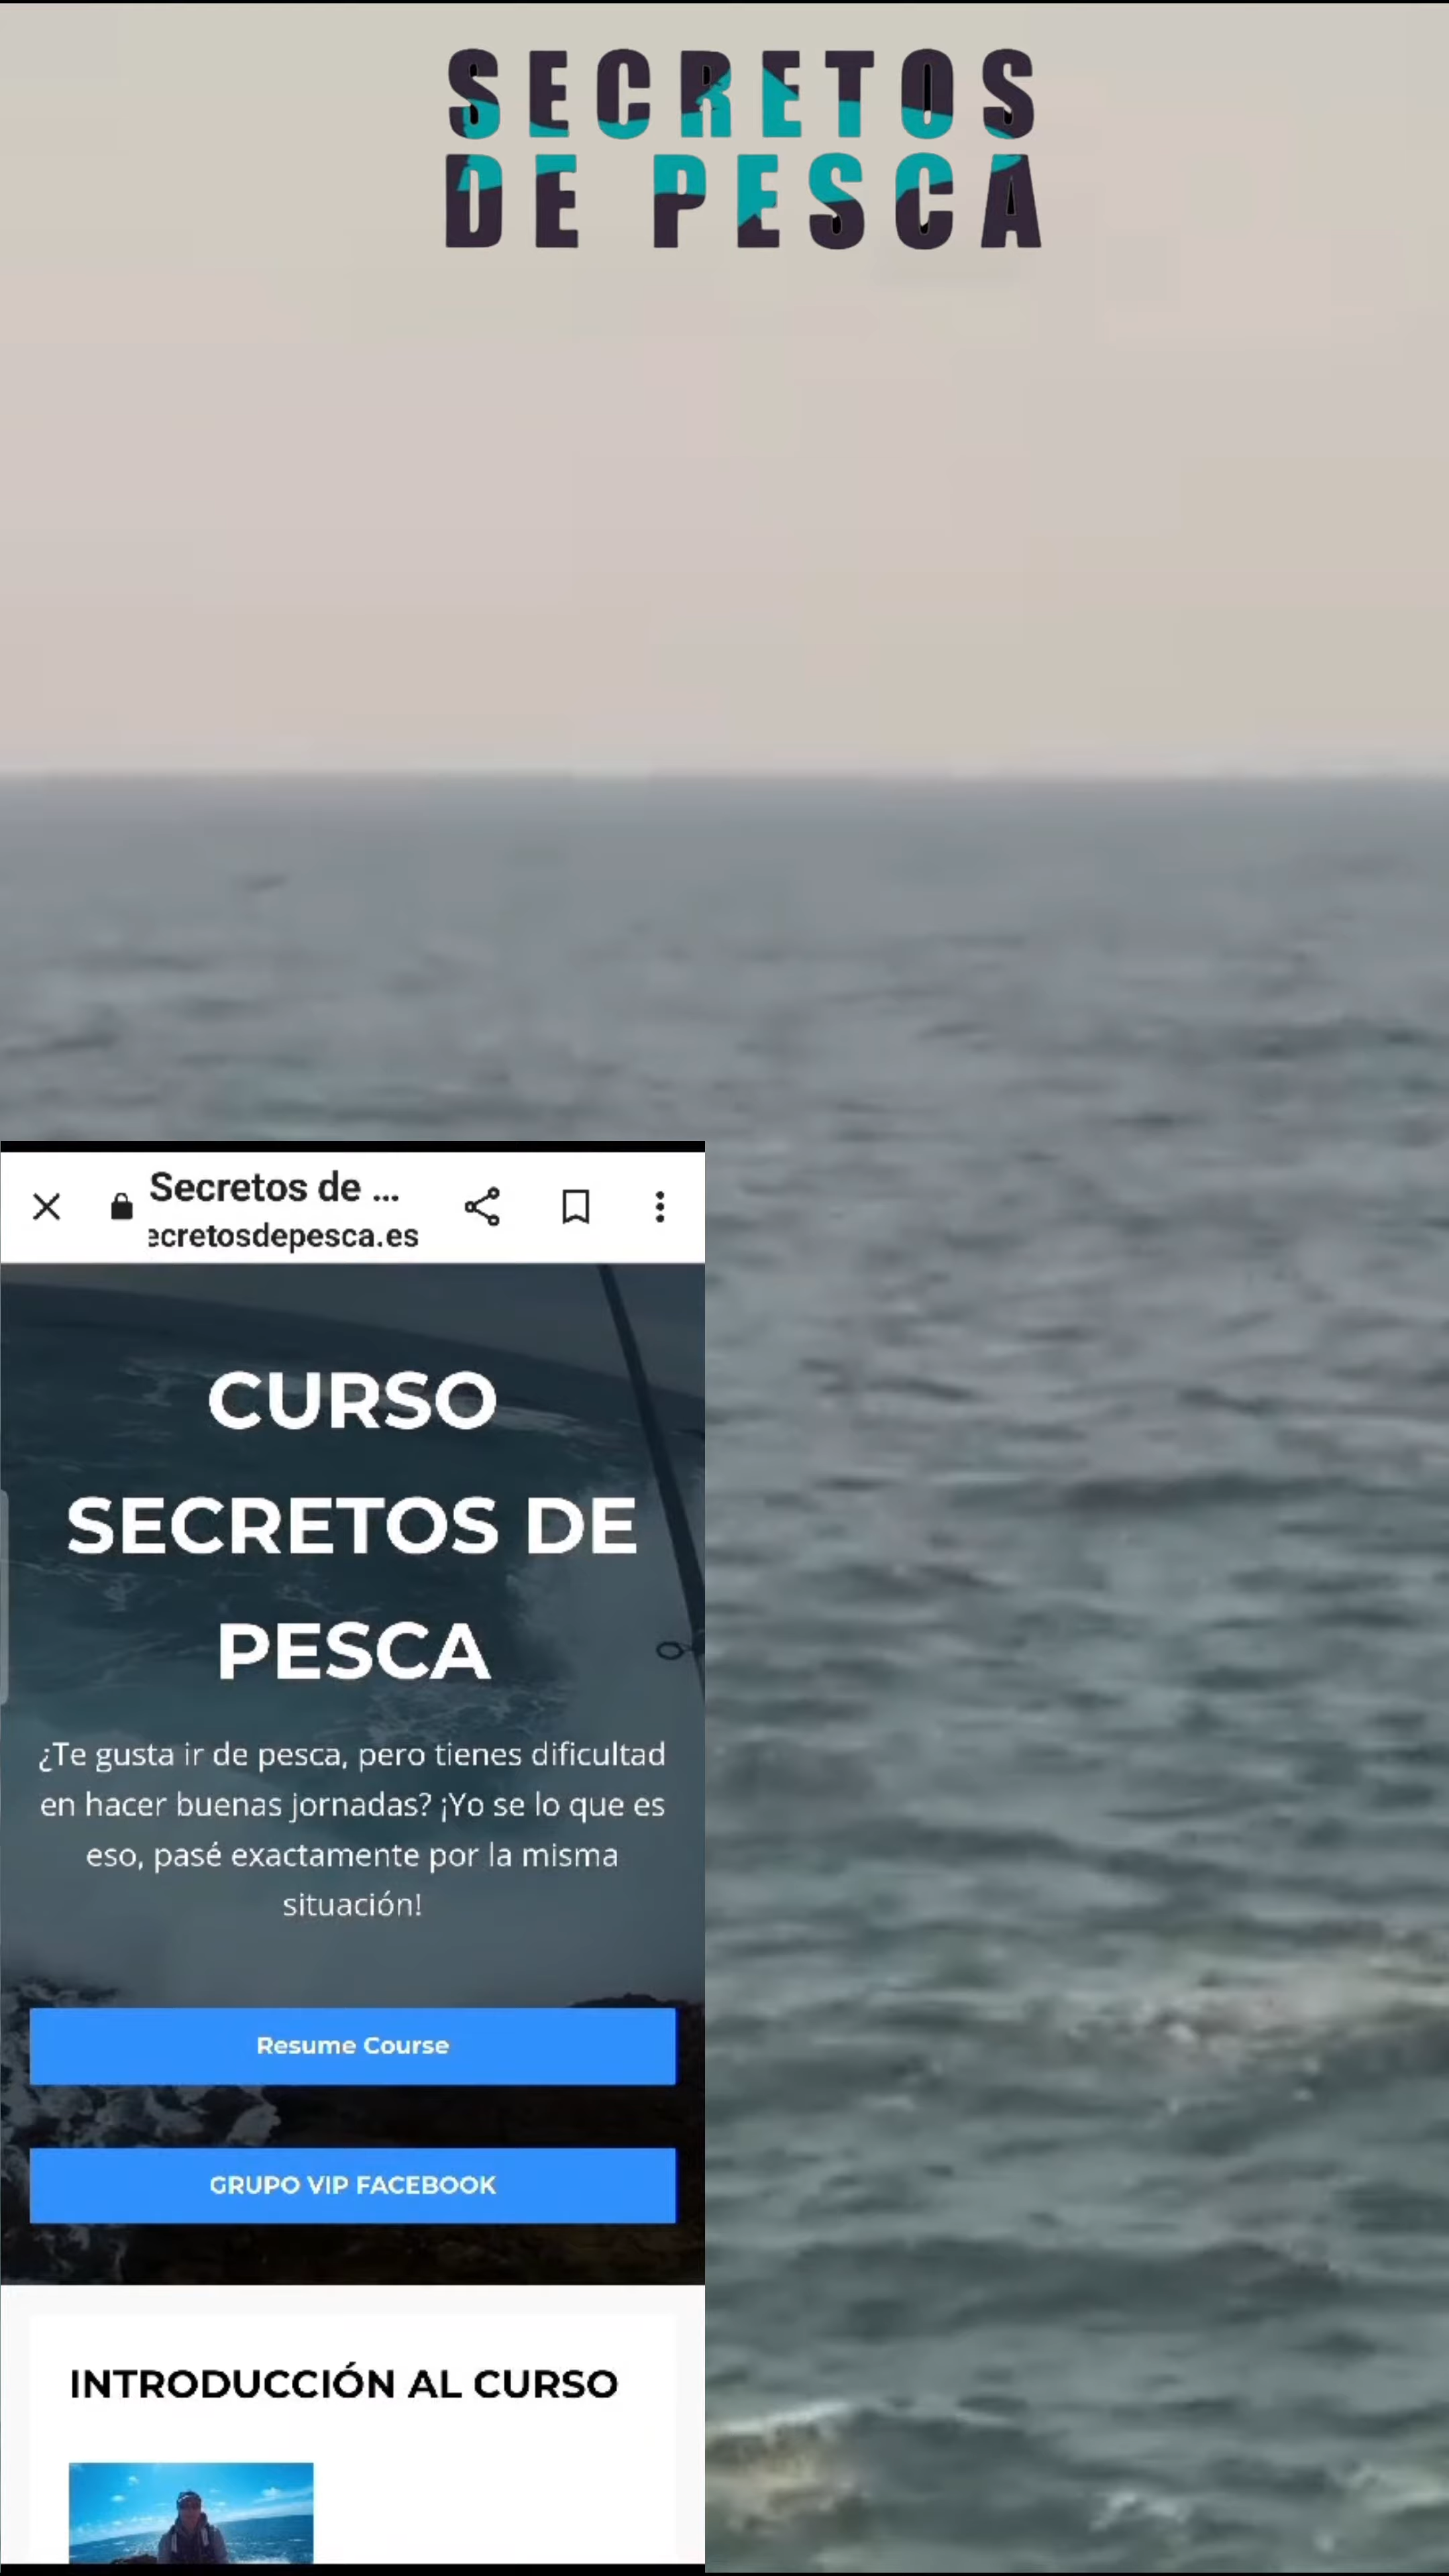 SECRETOS
DE PESCA
Secretos de ...
ecretosdepesca.es
CURSO
SECRETOS DE
PESCA
¿Te gusta ir de pesca, pero tienes dificultad
en hacer buenas jornadas? ¡Yo se lo que es
eso, pasé exactamente por la misma
situación!
Resume Course
GRUPO VIP FACEBOOK
INTRODUCCIÓN AL CURSO